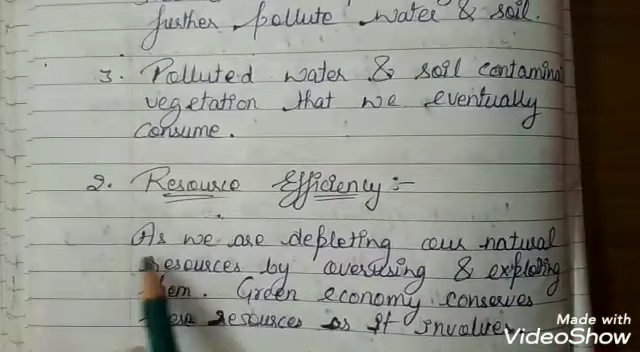 further pollute water & soil.
3. Polluted water & soil contamina
vegetation that we eventually
consume.
2. Resource Efficiency :-
As we are depleting our natural
resources by overusing & exploiting
them. Green economy conserves
these resources as it involves
Made with
VideoShow